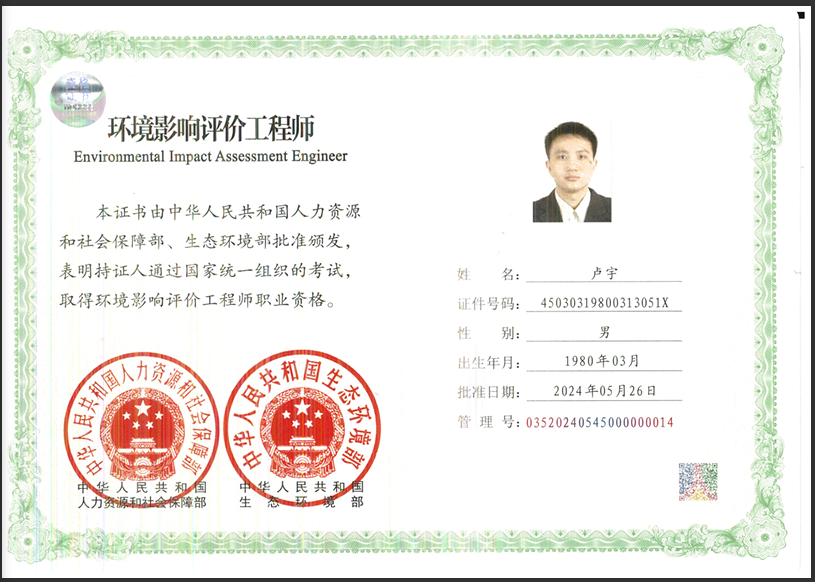 环境影响评价工程师
Environmental Impact Assessment Engineer
本证书由中华人民共和国人力资源
和社会保障部、生态环境部批准颁发，
表明持证人通过国家统一组织的考试，
取得环境影响评价工程师职业资格。
中华人民共和国人力资源和社会保障部
中华人民共和国生态环境部
中华人民共和国
人力资源和社会保障部
中华人民共和国
生态环境部
姓 名: 卢宇
证件号码: 45030319800313051X
性 别: 男
出生年月: 1980年03月
批准日期: 2024年05月26日
管 理 号: 03520240545000000014